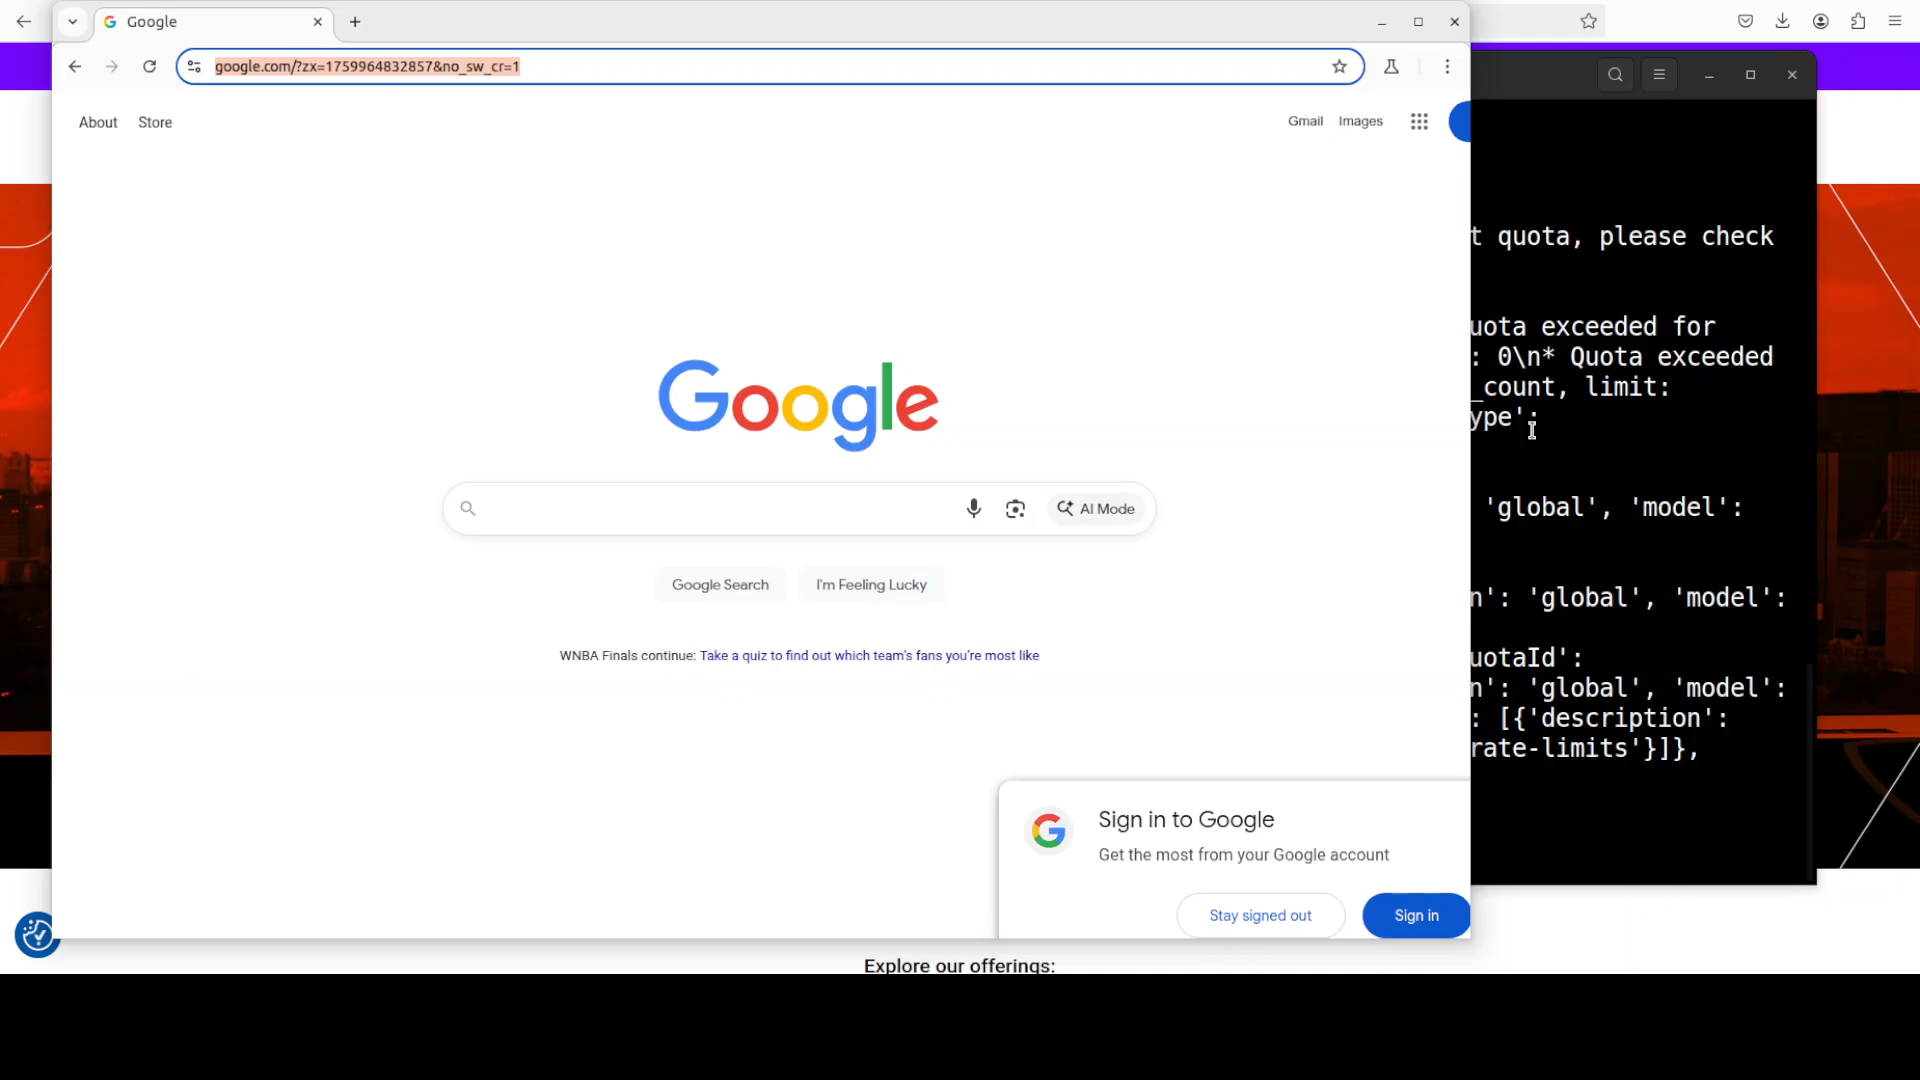 Google
google.com/?zx=1759964832857&no_sw_cr=1
About Store
Gmail Images
Google
AI Mode
Google Search I'm Feeling Lucky
WNBA Finals continue: Take a quiz to find out which team's fans you're most like
Sign in to Google
Get the most from your Google account
Stay signed out Sign in
t quota, please check
uota exceeded for
: 0\n* Quota exceeded
_count, limit:
ype':
'global', 'model':
n': 'global', 'model':
uotaId':
n': 'global', 'model':
: [{'description':
rate-limits'}]},
Explore our offerings: